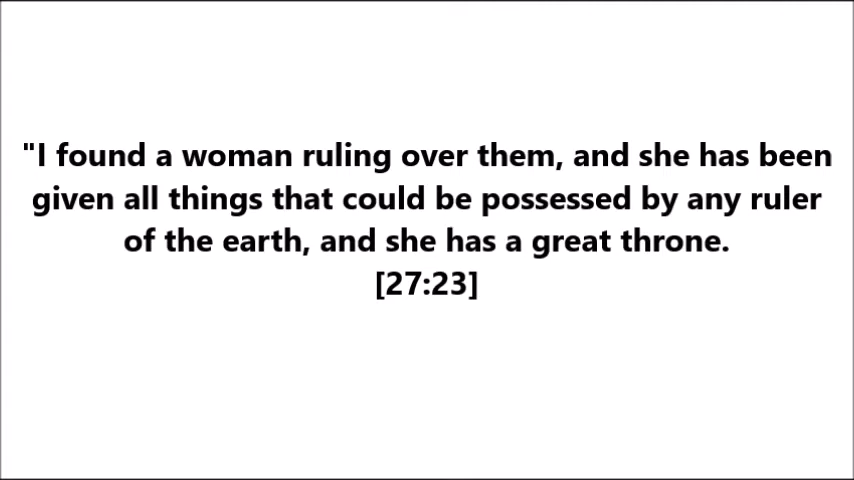 "I found a woman ruling over them, and she has been
given all things that could be possessed by any ruler
of the earth, and she has a great throne.
[27:23]